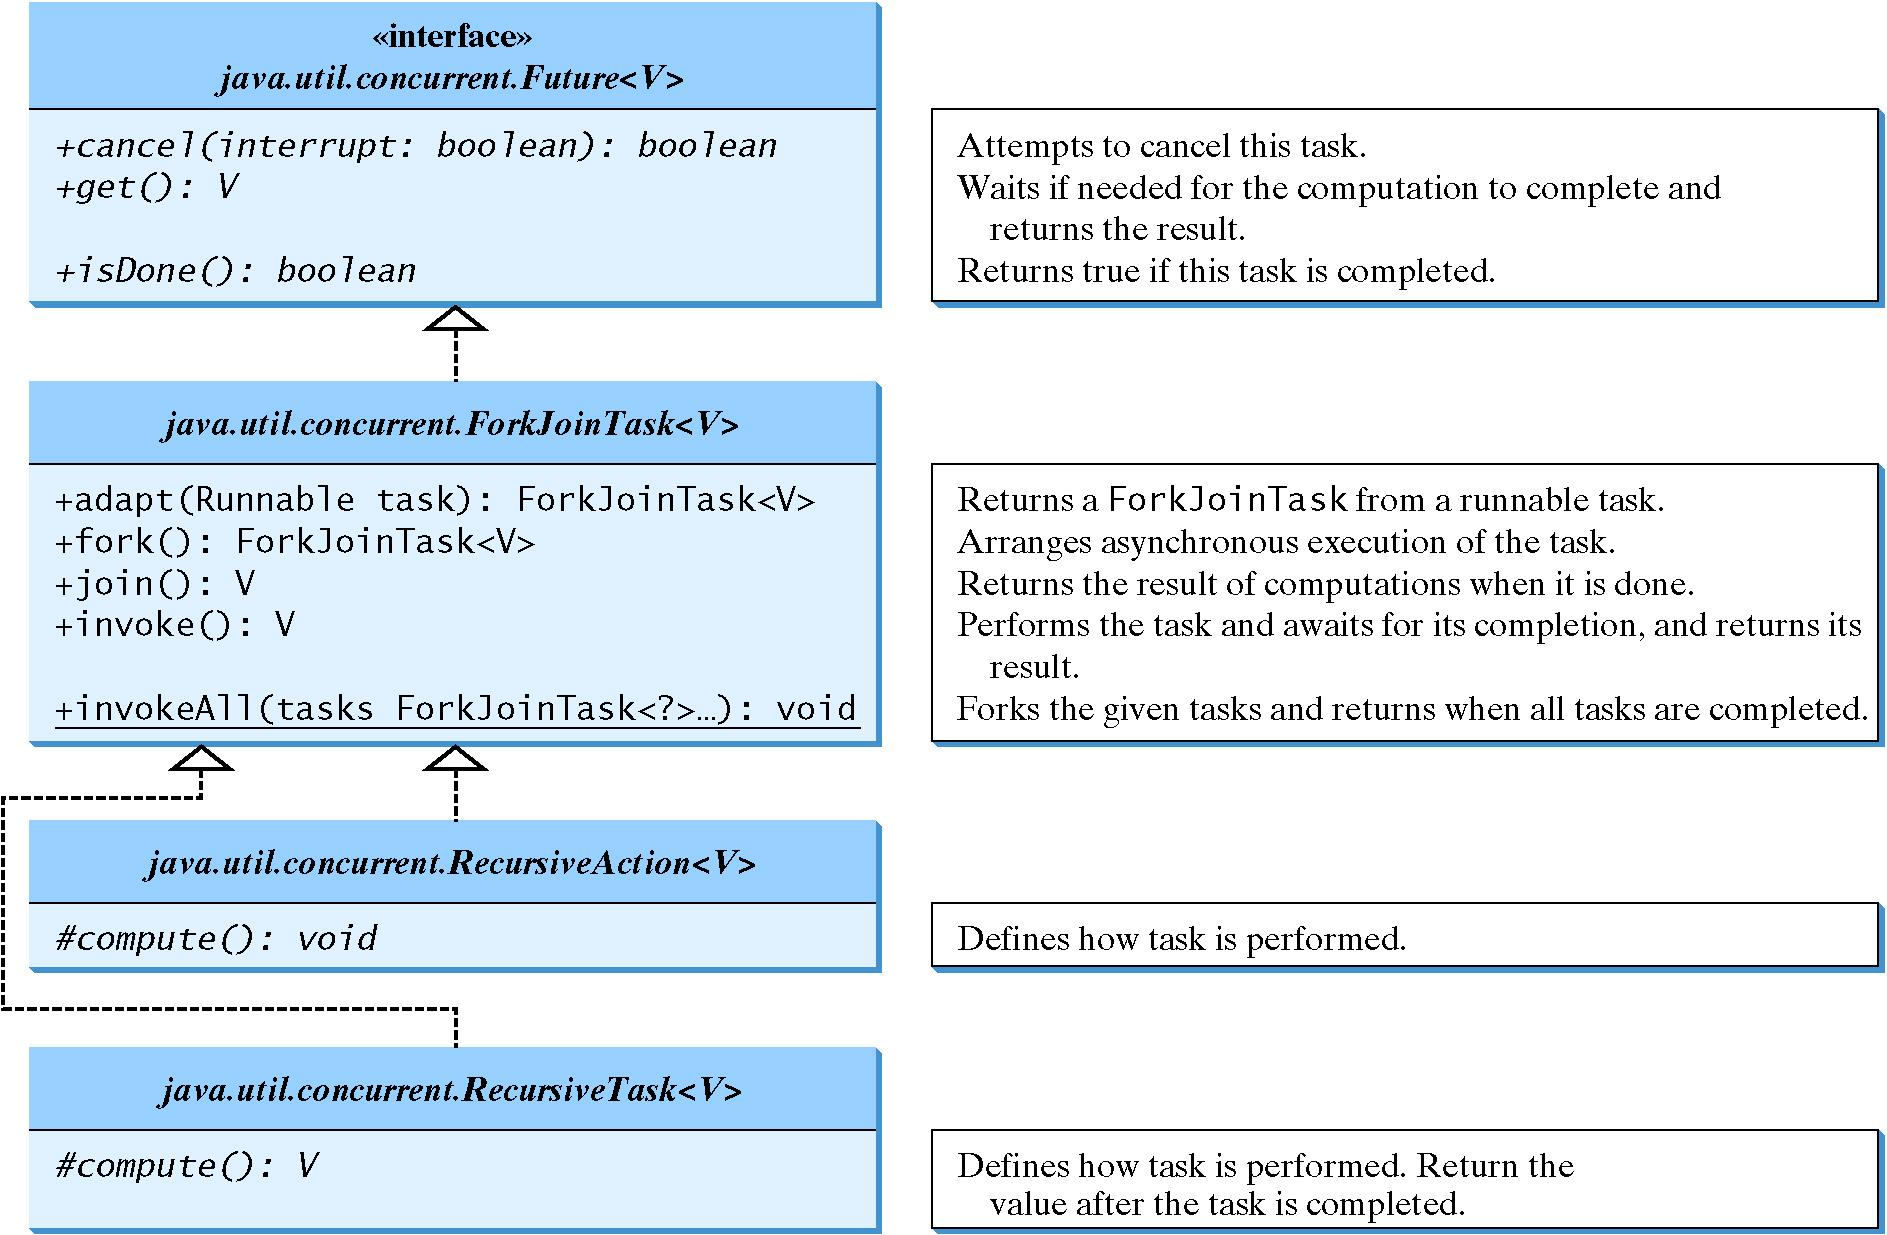 «interface»
java.util.concurrent.Future<V>
+cancel(interrupt: boolean): boolean
+get(): V
+isDone(): boolean
Attempts to cancel this task.
Waits if needed for the computation to complete and
returns the result.
Returns true if this task is completed.
java.util.concurrent.ForkJoinTask<V>
+adapt(Runnable task): ForkJoinTask<V>
+fork(): ForkJoinTask<V>
+join(): V
+invoke(): V
+invokeAll(tasks ForkJoinTask<?>…): void
Returns a ForkJoinTask from a runnable task.
Arranges asynchronous execution of the task.
Returns the result of computations when it is done.
Performs the task and awaits for its completion, and returns its
result.
Forks the given tasks and returns when all tasks are completed.
java.util.concurrent.RecursiveAction<V>
#compute(): void
Defines how task is performed.
java.util.concurrent.RecursiveTask<V>
#compute(): V
Defines how task is performed. Return the
value after the task is completed.